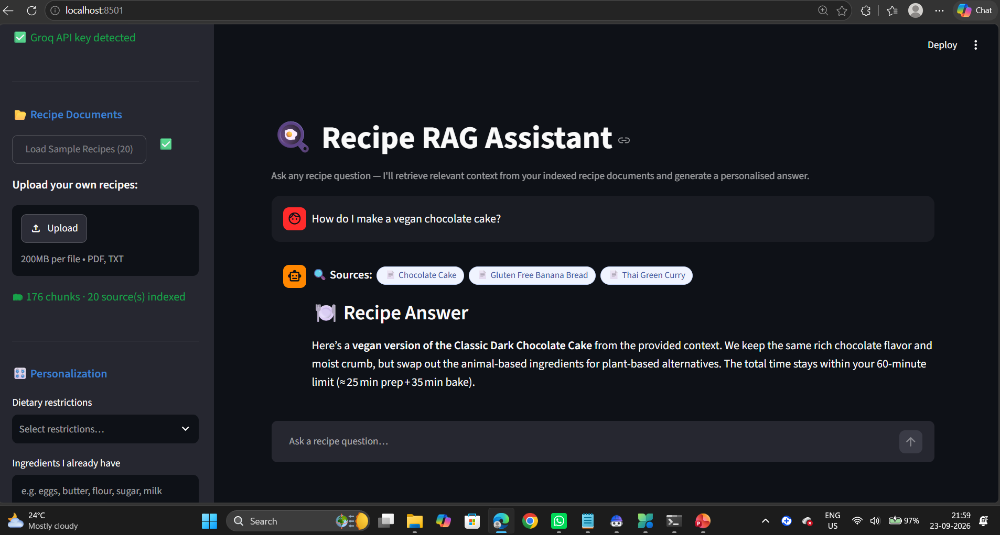 localhost:8501
Chat
Groq API key detected
Deploy
Recipe Documents
Load Sample Recipes (20)
Upload your own recipes:
Upload
200MB per file • PDF, TXT
176 chunks · 20 source(s) indexed
Personalization
Dietary restrictions
Select restrictions…
Ingredients I already have
e.g. eggs, butter, flour, sugar, milk
Recipe RAG Assistant
Ask any recipe question — I'll retrieve relevant context from your indexed recipe documents and generate a personalised answer.
How do I make a vegan chocolate cake?
Sources: Chocolate Cake Gluten Free Banana Bread Thai Green Curry
Recipe Answer
Here’s a vegan version of the Classic Dark Chocolate Cake from the provided context. We keep the same rich chocolate flavor and
moist crumb, but swap out the animal-based ingredients for plant-based alternatives. The total time stays within your 60-minute
limit (≈ 25 min prep + 35 min bake).
Ask a recipe question…
24°C
Mostly cloudy
Search
ENG
US
97%
21:59
23-09-2026